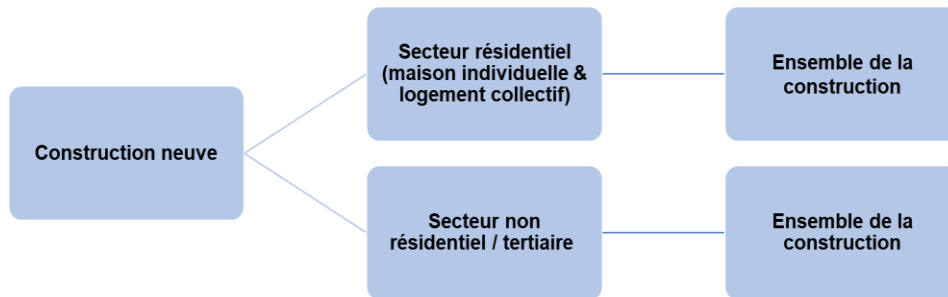 Construction neuve
Secteur résidentiel
(maison individuelle &
logement collectif)
Ensemble de la
construction
Secteur non
résidentiel / tertiaire
Ensemble de la
construction